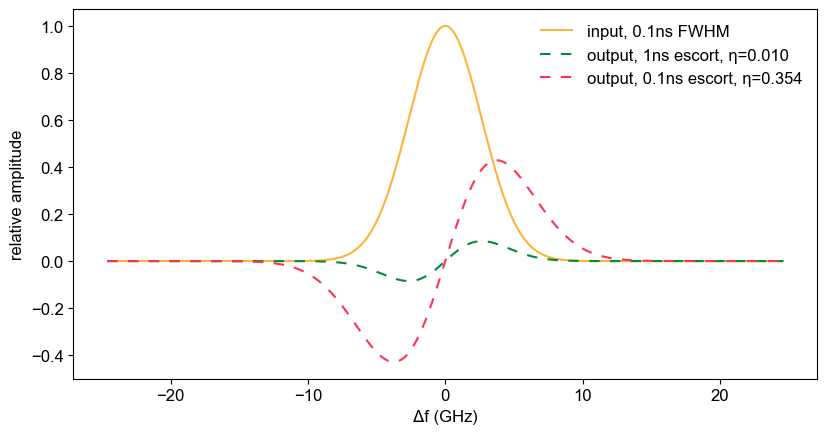 input, 0.1ns FWHM
output, 1ns escort, η=0.010
output, 0.1ns escort, η=0.354
relative amplitude
1.0
0.8
0.6
0.4
0.2
0.0
−0.2
−0.4
−20
−10
0
10
20
Δf (GHz)